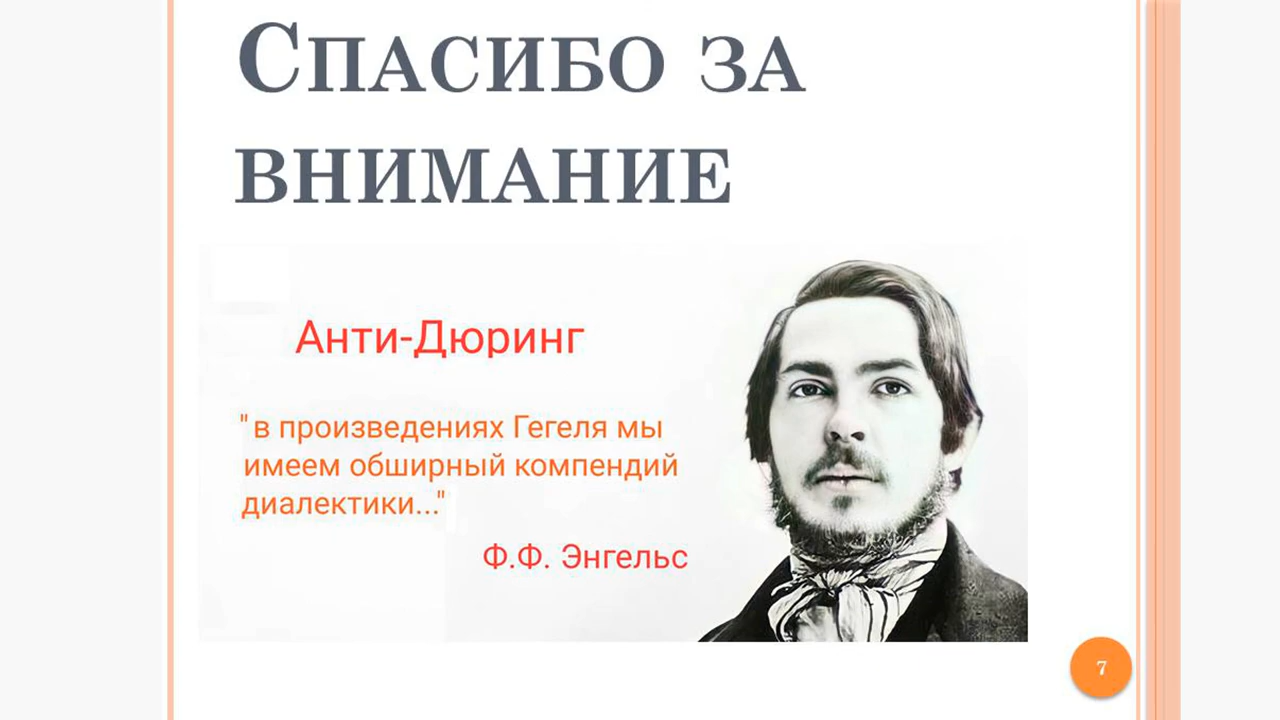 Спасибо за
внимание
Анти-Дюринг
"в произведениях Гегеля мы
имеем обширный компендий
диалектики..."
Ф.Ф. Энгельс
7